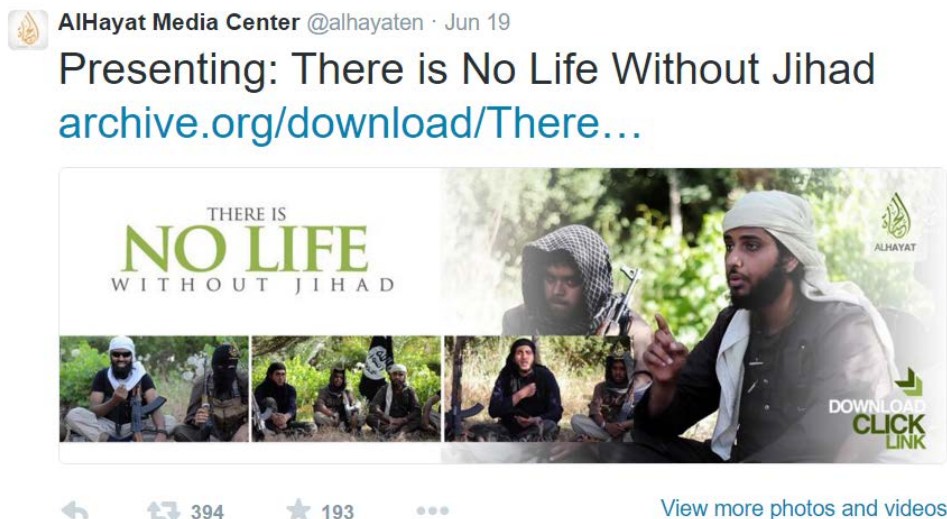 AlHayat Media Center @alhayaten · Jun 19
Presenting: There is No Life Without Jihad
archive.org/download/There…
THERE IS
NO LIFE
WITHOUT JIHAD
ALHAYAT
DOWNLOAD
CLICK
LINK
394
193
View more photos and videos